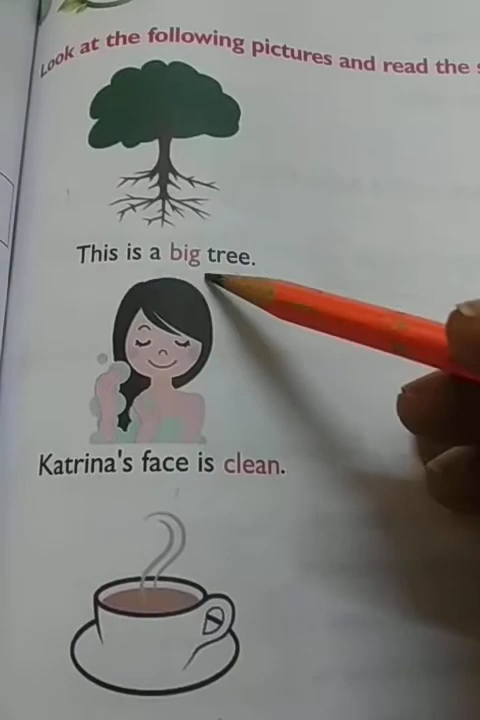 Look at the following pictures and read the
This is a big tree.
Katrina's face is clean.